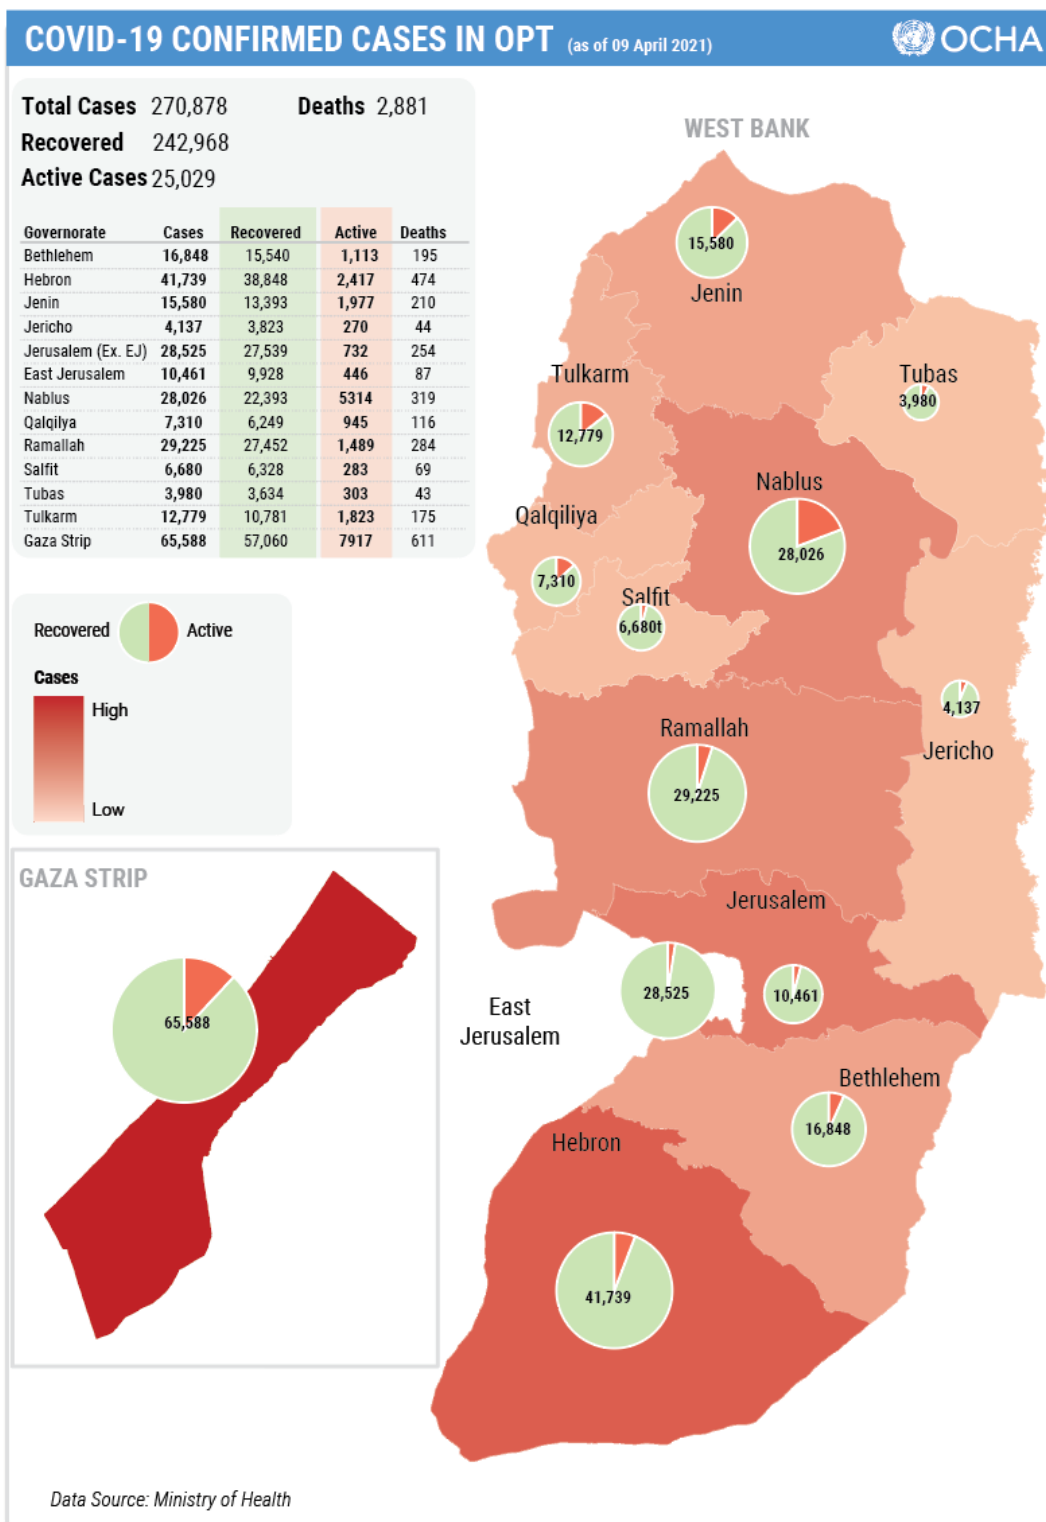 COVID-19 CONFIRMED CASES IN OPT (as of 09 April 2021)
OCHA
Total Cases 270,878 Deaths 2,881
Recovered 242,968
Active Cases 25,029
Governorate Cases Recovered Active Deaths
Bethlehem 16,848 15,540 1,113 195
Hebron 41,739 38,848 2,417 474
Jenin 15,580 13,393 1,977 210
Jericho 4,137 3,823 270 44
Jerusalem (Ex. EJ) 28,525 27,539 732 254
East Jerusalem 10,461 9,928 446 87
Nablus 28,026 22,393 5314 319
Qalqilya 7,310 6,249 945 116
Ramallah 29,225 27,452 1,489 284
Salfit 6,680 6,328 283 69
Tubas 3,980 3,634 303 43
Tulkarm 12,779 10,781 1,823 175
Gaza Strip 65,588 57,060 7917 611
Recovered Active
Cases
High
Low
GAZA STRIP
65,588
WEST BANK
15,580
Jenin
Tulkarm
12,779
Tubas
3,980
Nablus
28,026
Qalqiliya
7,310
Salfit
6,680t
4,137
Jericho
Ramallah
29,225
Jerusalem
28,525
10,461
East
Jerusalem
Bethlehem
16,848
Hebron
41,739
Data Source: Ministry of Health